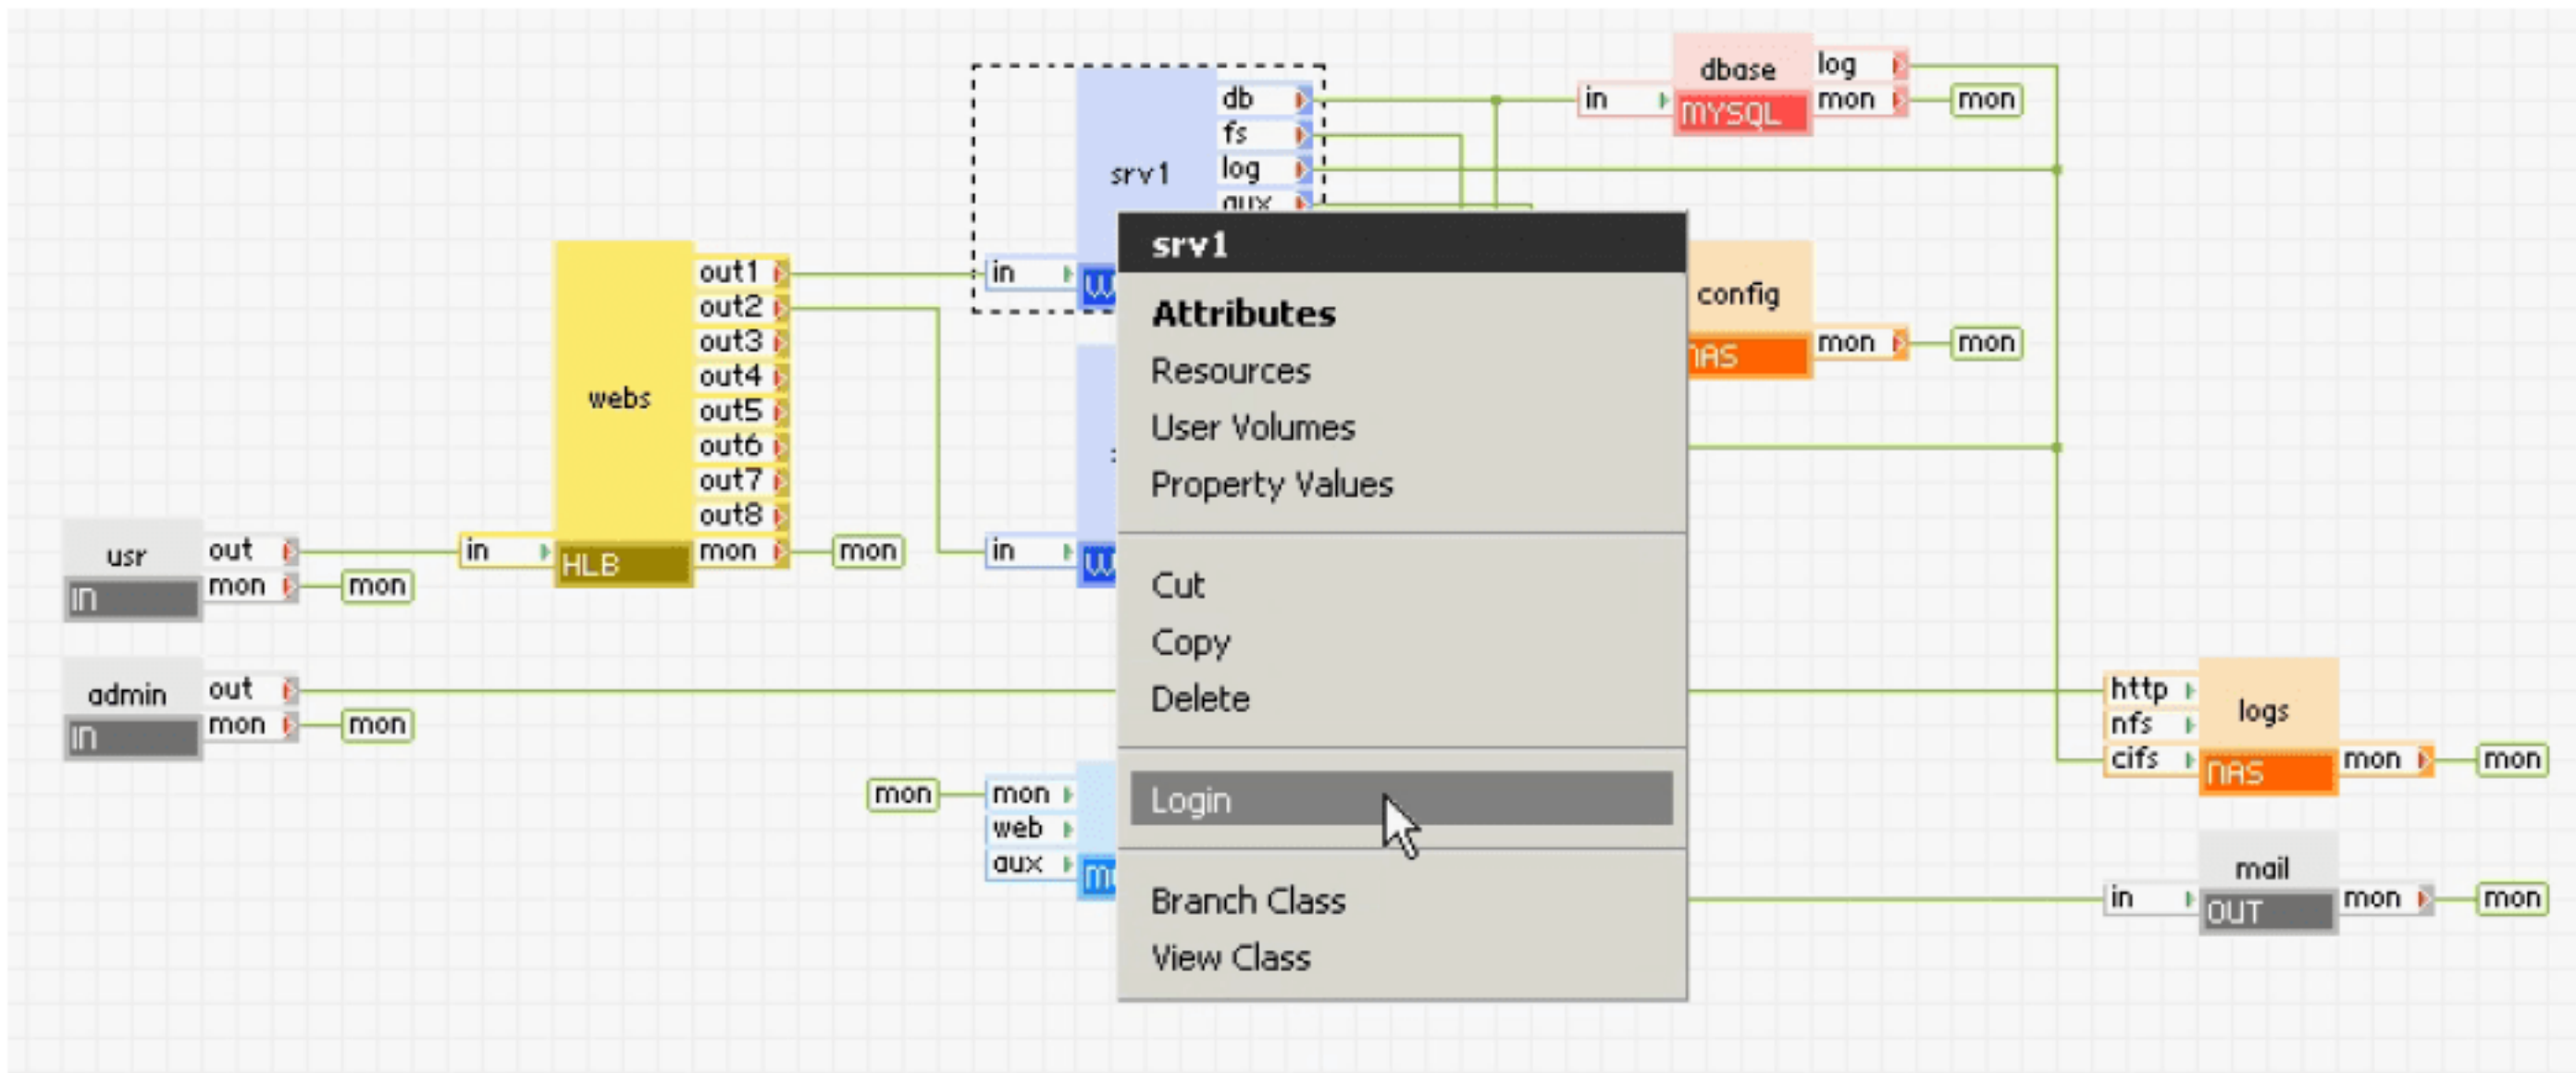 dbase
log
in
mon
mon
MYSQL
db
fs
log
aux
srv1
in
srv1
Attributes
Resources
User Volumes
Property Values
Cut
Copy
Delete
Login
Branch Class
View Class
config
mon
mon
NAS
webs
out1
out2
out3
out4
out5
out6
out7
out8
in
mon
mon
HLB
in
usr
out
mon
mon
IN
admin
out
mon
mon
IN
mon
mon
web
aux
http
nfs
cifs
logs
mon
mon
NAS
in
mail
mon
mon
OUT